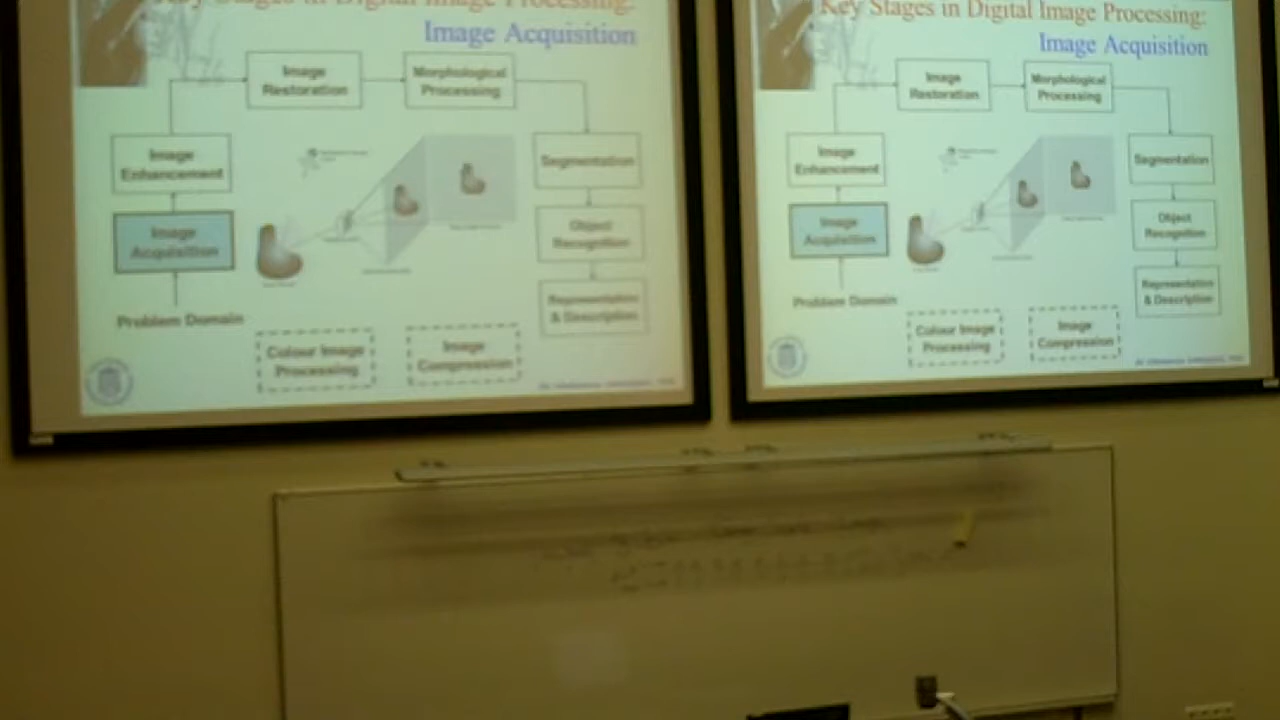 Key Stages in Digital Image Processing:
Image Acquisition
Image
Restoration
Morphological
Processing
Image
Enhancement
Segmentation
Image
Acquisition
Object
Recognition
Representation
& Description
Problem Domain
Colour Image
Processing
Image
Compression
Key Stages in Digital Image Processing:
Image Acquisition
Image
Restoration
Morphological
Processing
Image
Enhancement
Segmentation
Image
Acquisition
Object
Recognition
Representation
& Description
Problem Domain
Colour Image
Processing
Image
Compression